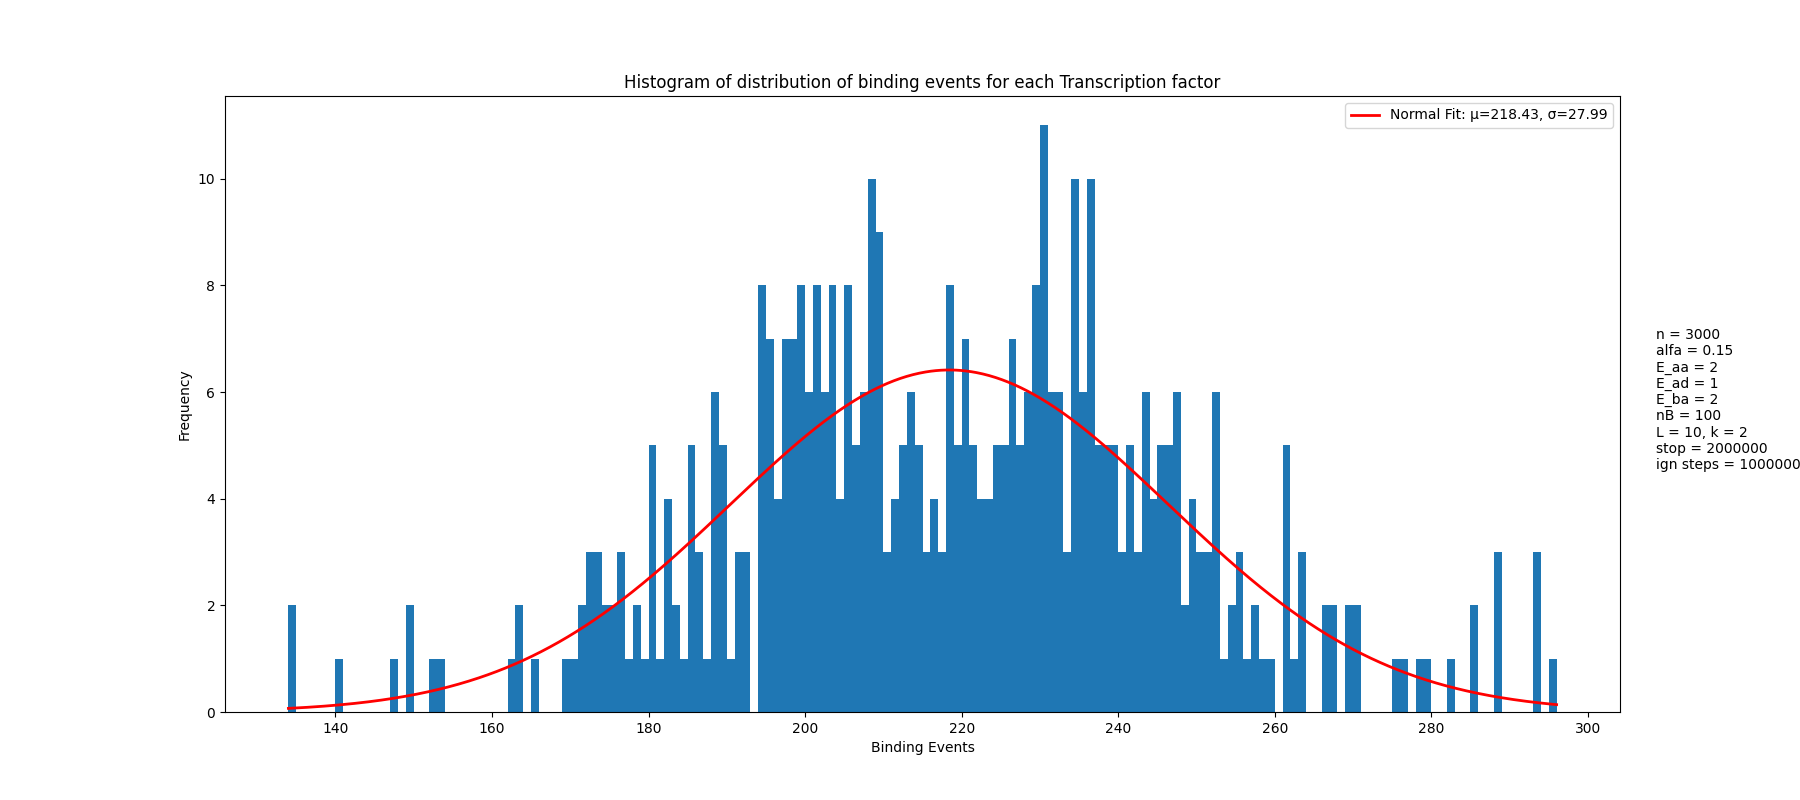 Histogram of distribution of binding events for each Transcription factor
Normal Fit: μ=218.43, σ=27.99
Frequency
10
8
6
4
2
0
140 160 180 200 220 240 260 280 300
Binding Events
n = 3000
alfa = 0.15
E_aa = 2
E_ad = 1
E_ba = 2
nB = 100
L = 10, k = 2
stop = 2000000
ign steps = 1000000